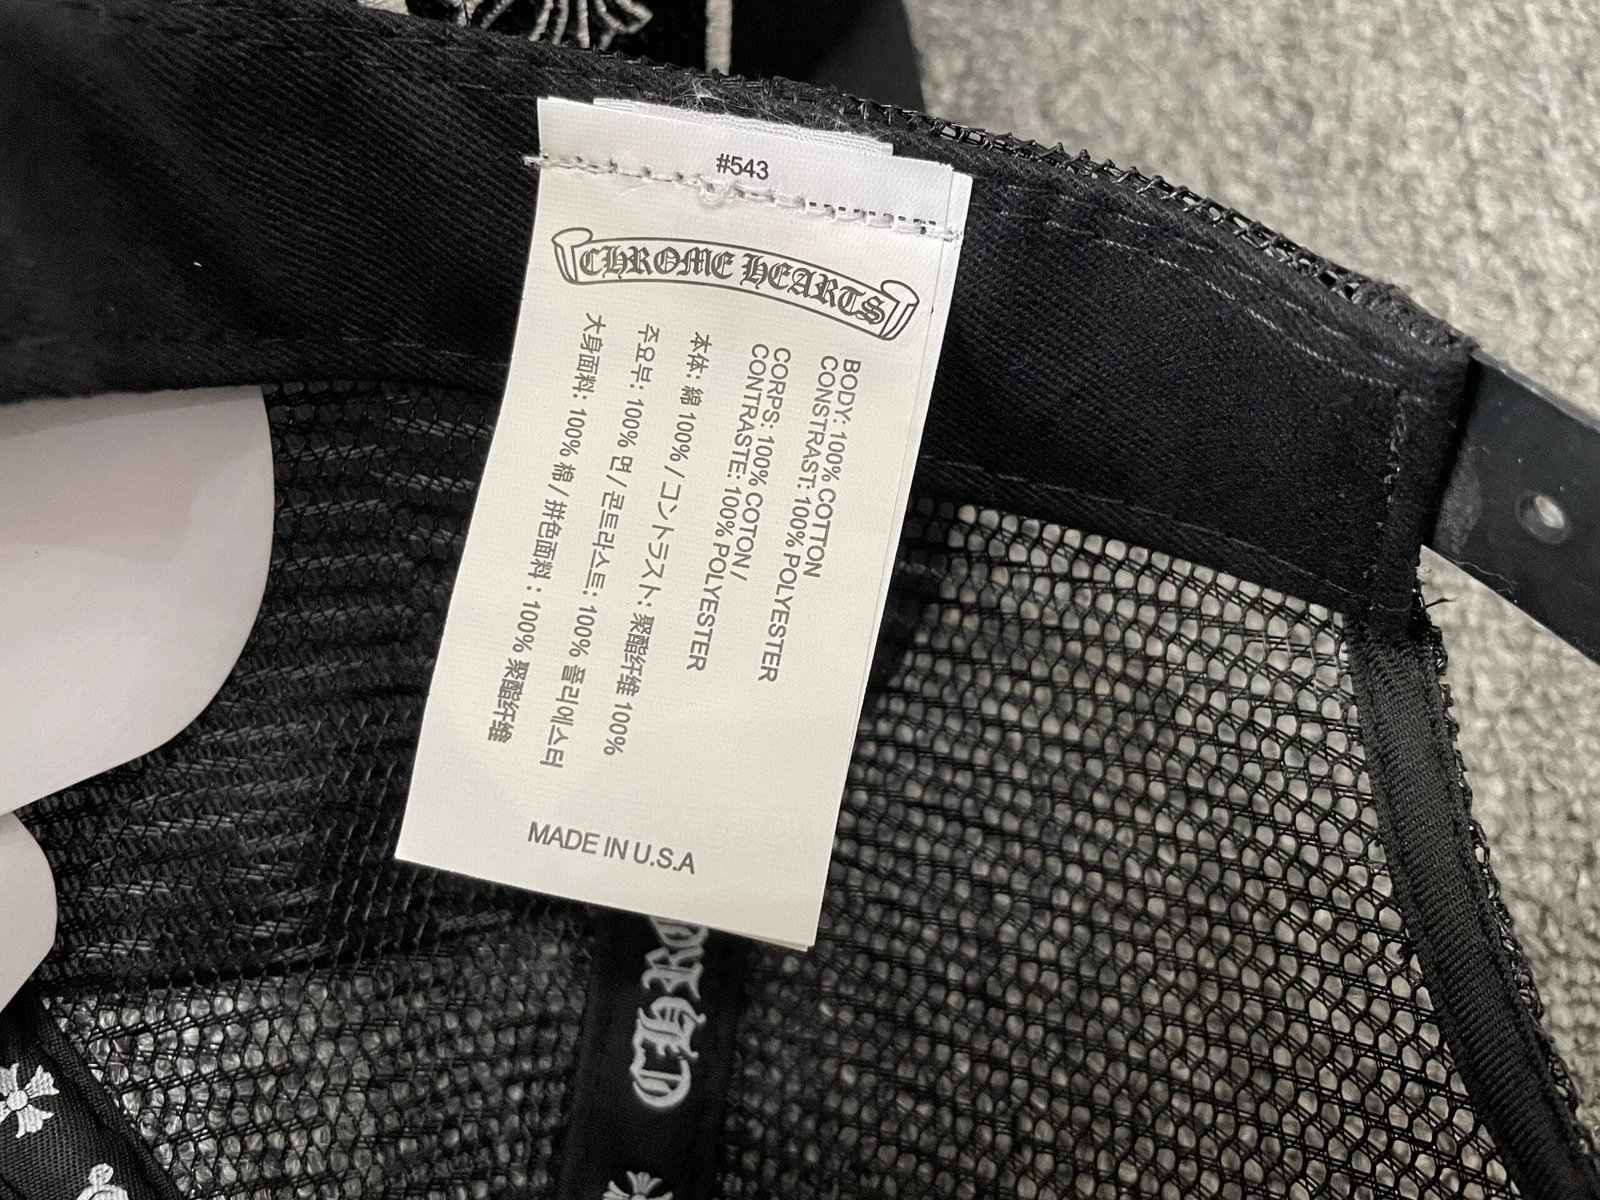 #543
CHROME HEARTS
BODY: 100% COTTON
CONSTRAST: 100% POLYESTER
CORPS: 100% COTON /
CONTRASTE: 100% POLYESTER
本体: 綿 100% / コントラスト: 聚酯纤维 100%
주요부: 100% 면 / 콘트라스트: 100% 폴리에스터
大身面料: 100% 棉 / 拼色面料: 100% 聚酯纤维
MADE IN U.S.A
CHRO